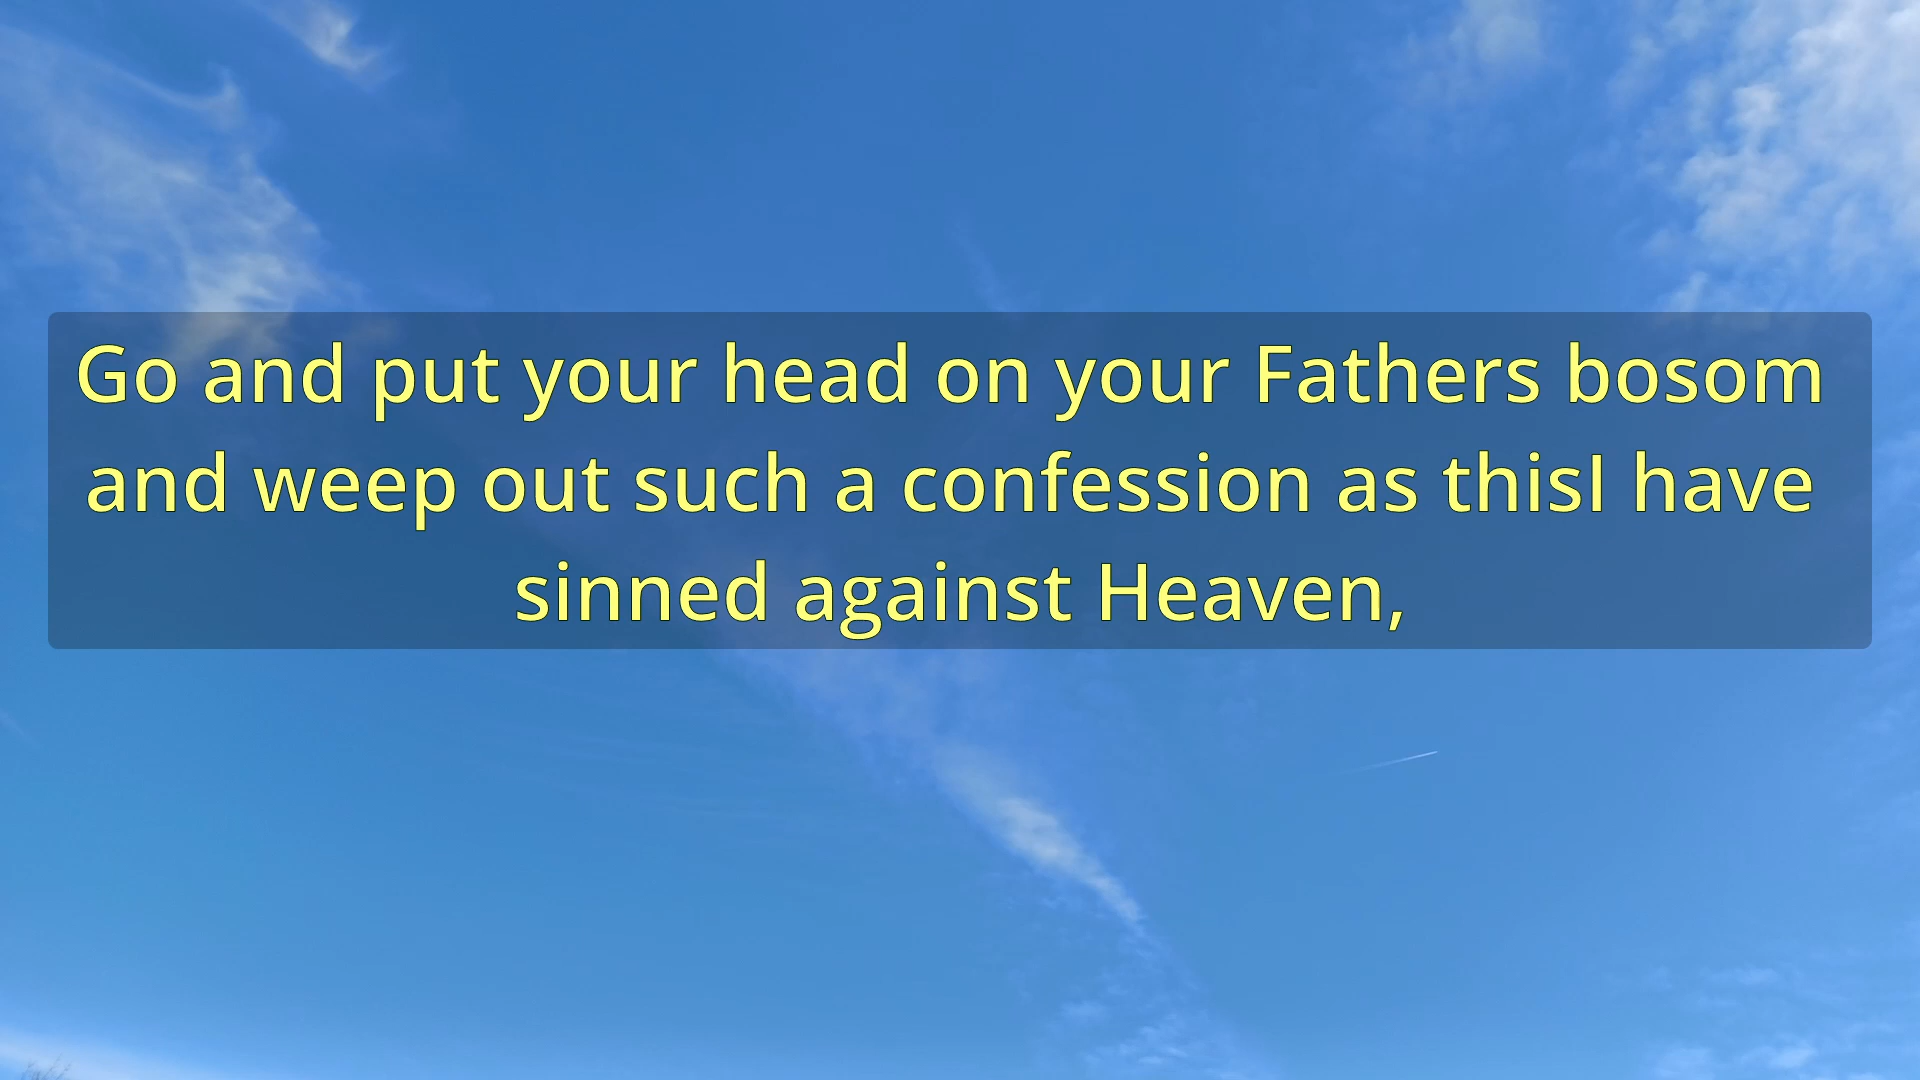 Go and put your head on your Fathers bosom
and weep out such a confession as thisI have
sinned against Heaven,